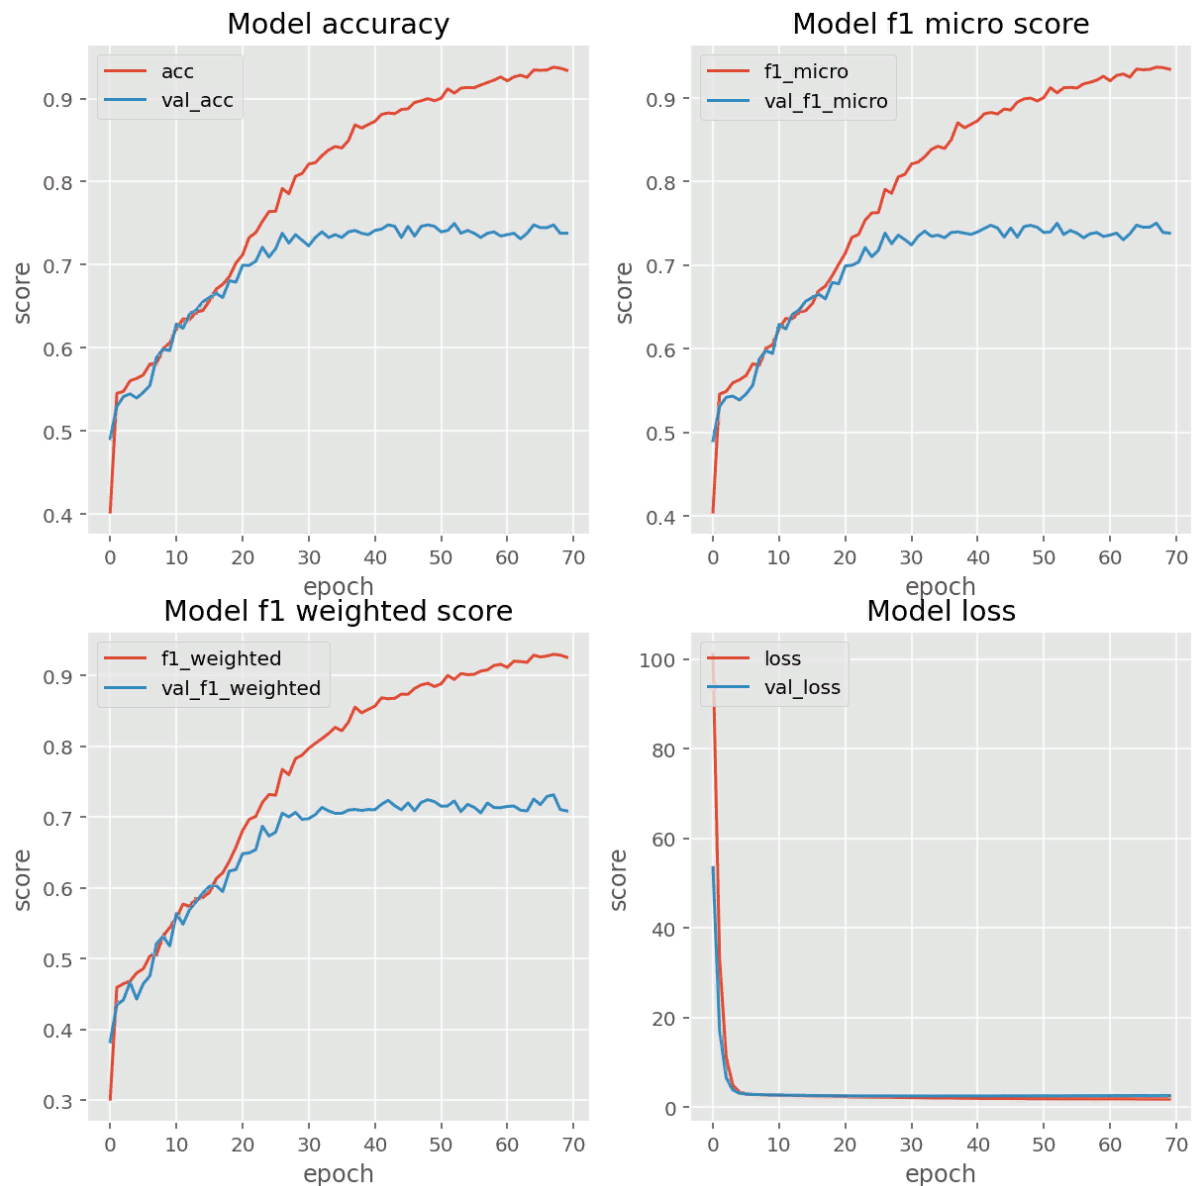 Model accuracy
acc
val_acc
score
0.9
0.8
0.7
0.6
0.5
0.4
0 10 20 30 40 50 60 70
epoch
Model f1 micro score
f1_micro
val_f1_micro
score
0.9
0.8
0.7
0.6
0.5
0.4
0 10 20 30 40 50 60 70
epoch
Model f1 weighted score
f1_weighted
val_f1_weighted
score
0.9
0.8
0.7
0.6
0.5
0.4
0.3
0 10 20 30 40 50 60 70
epoch
Model loss
loss
val_loss
score
100
80
60
40
20
0
0 10 20 30 40 50 60 70
epoch